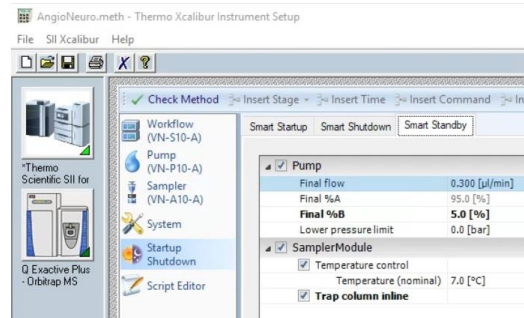 AngioNeuro.meth - Thermo Xcalibur Instrument Setup
File SII Xcalibur Help
X ?
Check Method Insert Stage Insert Time Insert Command
*Thermo
Scientific SII for
Q Exactive Plus
- Orbitrap MS
Workflow
(VN-S10-A)
Pump
(VN-P10-A)
Sampler
(VN-A10-A)
System
Startup
Shutdown
Script Editor
Smart Startup Smart Shutdown Smart Standby
Pump
Final flow 0.300 [µl/min]
Final %A 95.0 [%]
Final %B 5.0 [%]
Lower pressure limit 0.0 [bar]
SamplerModule
Temperature control
Temperature (nominal) 7.0 [°C]
Trap column inline